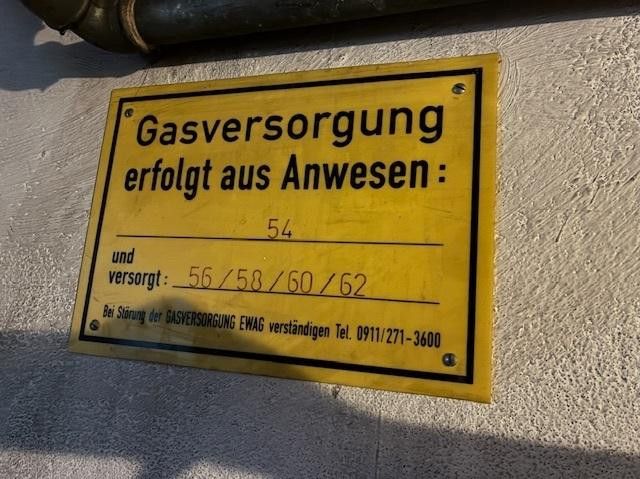 Gasversorgung
erfolgt aus Anwesen:
54
und
versorgt: 56/58/60/62
Bei Störung der GASVERSORGUNG EWAG verständigen Tel. 0911/271-3600